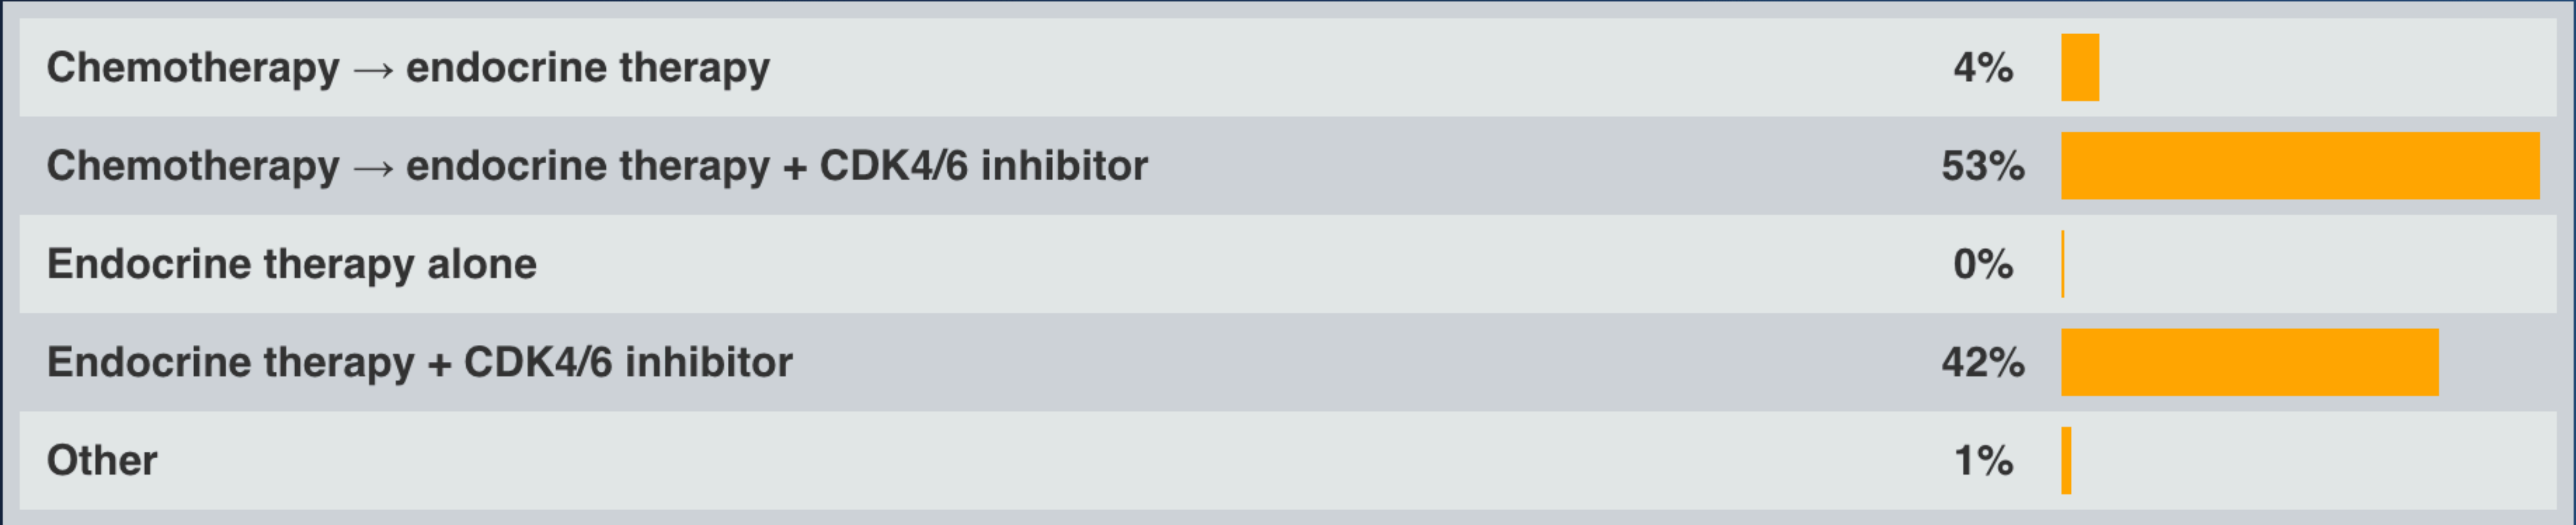 Chemotherapy → endocrine therapy 4%
Chemotherapy → endocrine therapy + CDK4/6 inhibitor 53%
Endocrine therapy alone 0%
Endocrine therapy + CDK4/6 inhibitor 42%
Other 1%